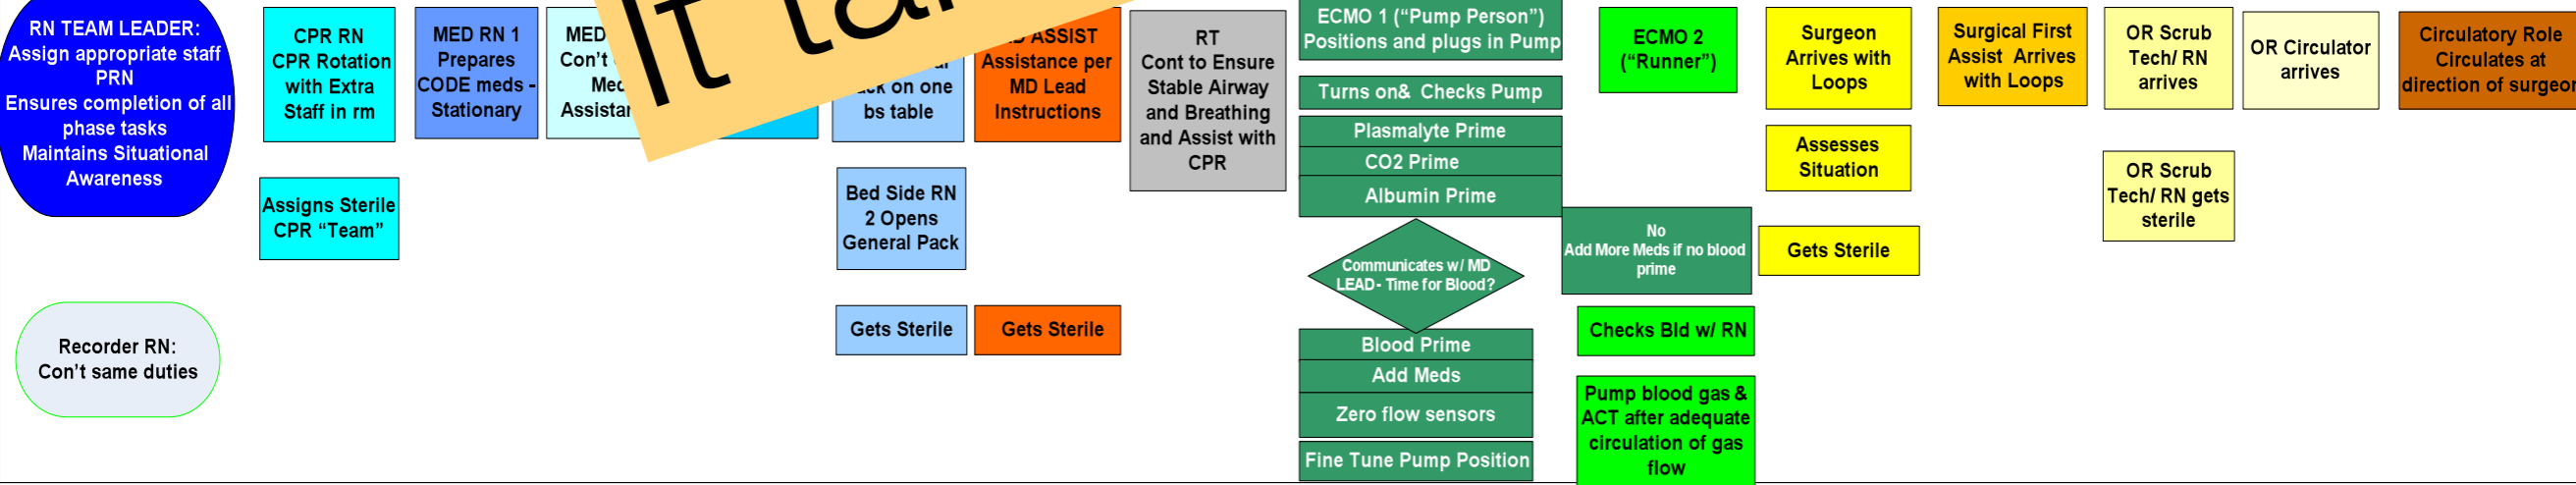 RN TEAM LEADER:
Assign appropriate staff
PRN
Ensures completion of all
phase tasks
Maintains Situational
Awareness
Recorder RN:
Con't same duties
CPR RN
CPR Rotation
with Extra
Staff in rm
Assigns Sterile
CPR “Team”
MED RN 1
Prepares
CODE meds -
Stationary
MED
Con't
Med
It
on one
bs table
Bed Side RN
2 Opens
General Pack
Gets Sterile
ASSIST
Assistance per
MD Lead
Instructions
Gets Sterile
RT
Cont to Ensure
Stable Airway
and Breathing
and Assist with
CPR
ECMO 1 (“Pump Person”)
Positions and plugs in Pump
Turns on& Checks Pump
Plasmalyte Prime
CO2 Prime
Albumin Prime
Communicates w/ MD
LEAD- Time for Blood?
Blood Prime
Add Meds
Zero flow sensors
Fine Tune Pump Position
ECMO 2
(“Runner”)
No
Add More Meds if no blood
prime
Checks Bld w/ RN
Pump blood gas &
ACT after adequate
circulation of gas
flow
Surgeon
Arrives with
Loops
Assesses
Situation
Gets Sterile
Surgical First
Assist Arrives
with Loops
OR Scrub
Tech/ RN
arrives
OR Scrub
Tech/ RN gets
sterile
OR Circulator
arrives
Circulatory Role
Circulates at
direction of surgeon